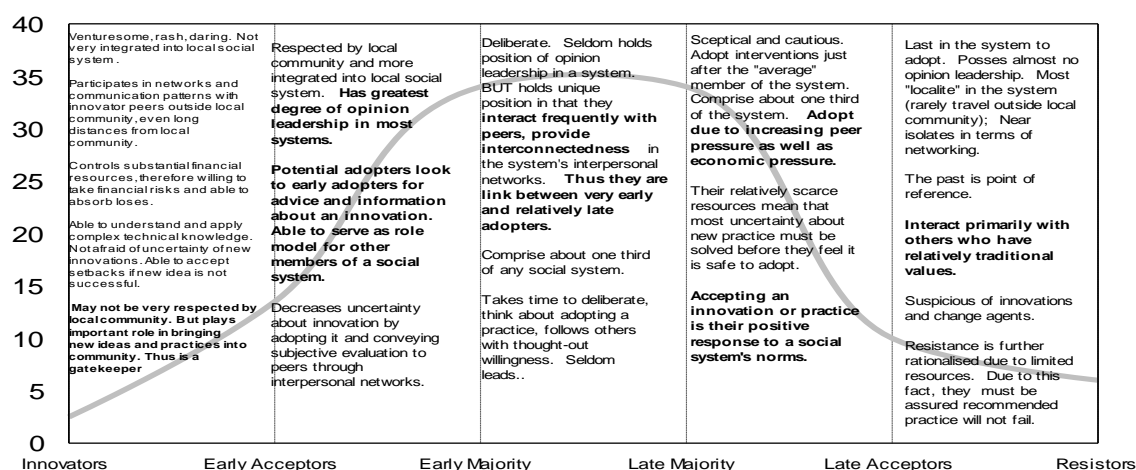 40
35
30
25
20
15
10
5
0
Venturesome, rash, daring. Not
very integrated into local social
system.
Participates in networks and
communication patterns with
innovator peers outside local
community, even long
distances from local
community.
Controls substantial financial
resources, therefore willing to
take financial risks and able to
absorb loses.
Able to understand and apply
complex technical knowledge.
Not afraid of uncertainty of new
innovations. Able to accept
setbacks if new idea is not
successful.
May not be very respected by
local community. But plays
important role in bringing
new ideas and practices into
community. Thus is a
gatekeeper
Respected by local
community and more
integrated into local social
system. Has greatest
degree of opinion
leadership in most
systems.
Potential adopters look
to early adopters for
advice and information
about an innovation.
Able to serve as role
model for other
members of a social
system.
Decreases uncertainty
about innovation by
adopting it and conveying
subjective evaluation to
peers through
interpersonal networks.
Deliberate. Seldom holds
position of opinion
leadership in a system.
BUT holds unique
position in that they
interact frequently with
peers, provide
interconnectedness in
the system's interpersonal
networks. Thus they are
link between very early
and relatively late
adopters.
Comprise about one third
of any social system.
Takes time to deliberate,
think about adopting a
practice, follows others
with thought-out
willingness. Seldom
leads..
Sceptical and cautious.
Adopt interventions just
after the "average"
member of the system.
Comprise about one third
of the system. Adopt
due to increasing peer
pressure as well as
economic pressure.
Their relatively scarce
resources mean that
most uncertainty about
new practice must be
solved before they feel it
is safe to adopt.
Accepting an
innovation or practice
is their positive
response to a social
system's norms.
Last in the system to
adopt. Posses almost no
opinion leadership. Most
"localite" in the system
(rarely travel outside local
community); Near
isolates in terms of
networking.
The past is point of
reference.
Interact primarily with
others who have
relatively traditional
values.
Suspicious of innovations
and change agents.
Resistance is further
rationalised due to limited
resources. Due to this
fact, they must be
assured recommended
practice will not fail.
Innovators Early Acceptors Early Majority Late Majority Late Acceptors Resistors